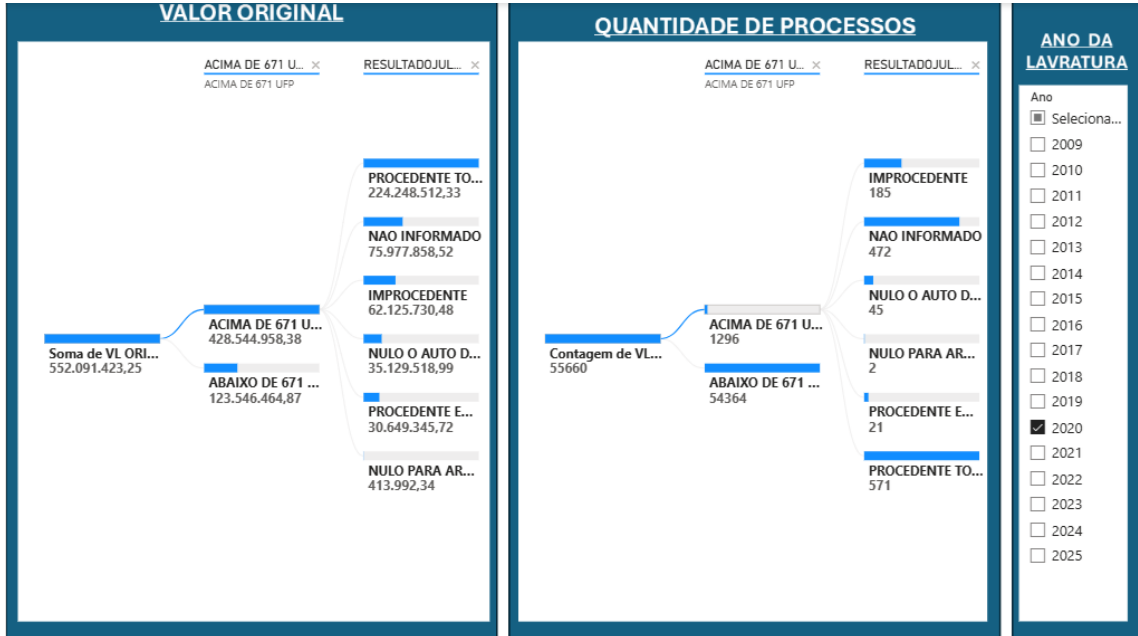 VALOR ORIGINAL
ACIMA DE 671 U... ×
ACIMA DE 671 UFP
RESULTADOJUL... ×
PROCEDENTE TO...
224.248.512,33
NAO INFORMADO
75.977.858,52
IMPROCEDENTE
62.125.730,48
ACIMA DE 671 U...
428.544.958,38
Soma de VL ORI...
552.091.423,25
NULO O AUTO D...
35.129.518,99
ABAIXO DE 671 ...
123.546.464,87
PROCEDENTE E...
30.649.345,72
NULO PARA AR...
413.992,34
QUANTIDADE DE PROCESSOS
ACIMA DE 671 U... ×
ACIMA DE 671 UFP
RESULTADOJUL... ×
IMPROCEDENTE
185
NAO INFORMADO
472
NULO O AUTO D...
45
ACIMA DE 671 U...
1296
Contagem de VL...
55660
NULO PARA AR...
2
ABAIXO DE 671 ...
54364
PROCEDENTE E...
21
PROCEDENTE TO...
571
ANO DA
LAVRATURA
Ano
Seleciona...
2009
2010
2011
2012
2013
2014
2015
2016
2017
2018
2019
2020
2021
2022
2023
2024
2025